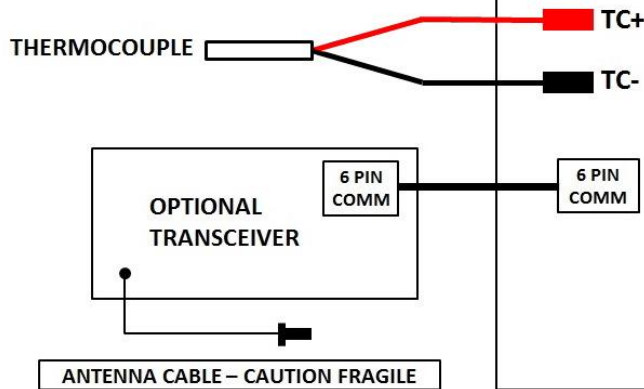 TC+
THERMOCOUPLE
TC-
6 PIN
COMM
6 PIN
COMM
OPTIONAL
TRANSCEIVER
ANTENNA CABLE – CAUTION FRAGILE